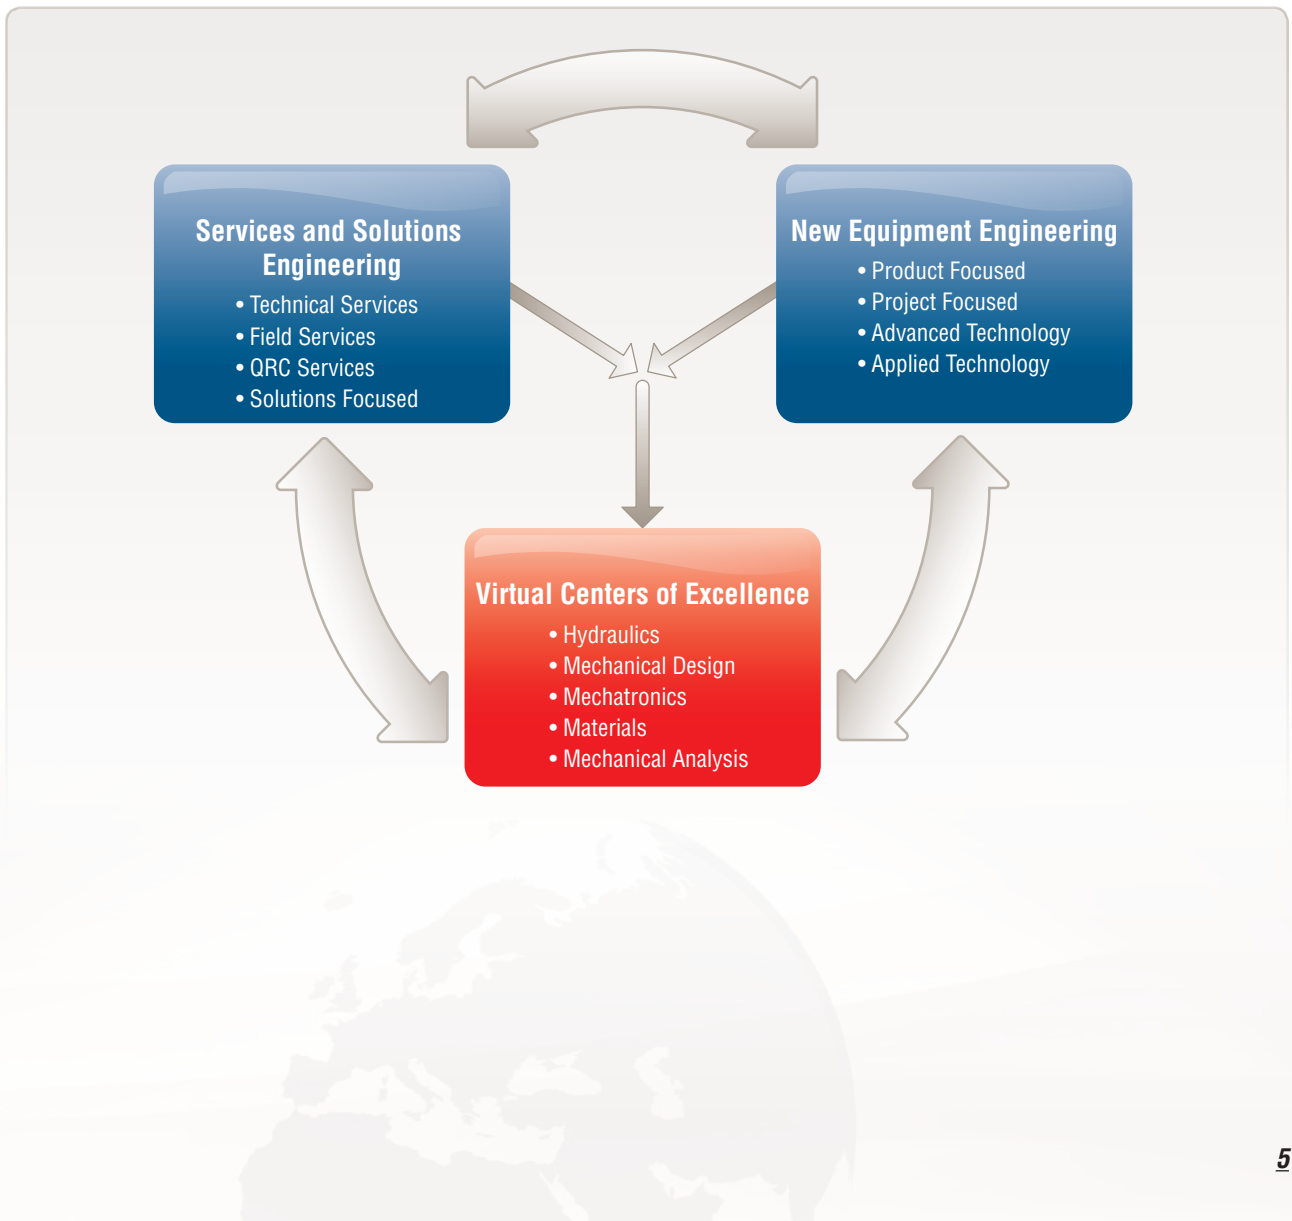 Services and Solutions
Engineering
• Technical Services
• Field Services
• QRC Services
• Solutions Focused
New Equipment Engineering
• Product Focused
• Project Focused
• Advanced Technology
• Applied Technology
Virtual Centers of Excellence
• Hydraulics
• Mechanical Design
• Mechatronics
• Materials
• Mechanical Analysis
5